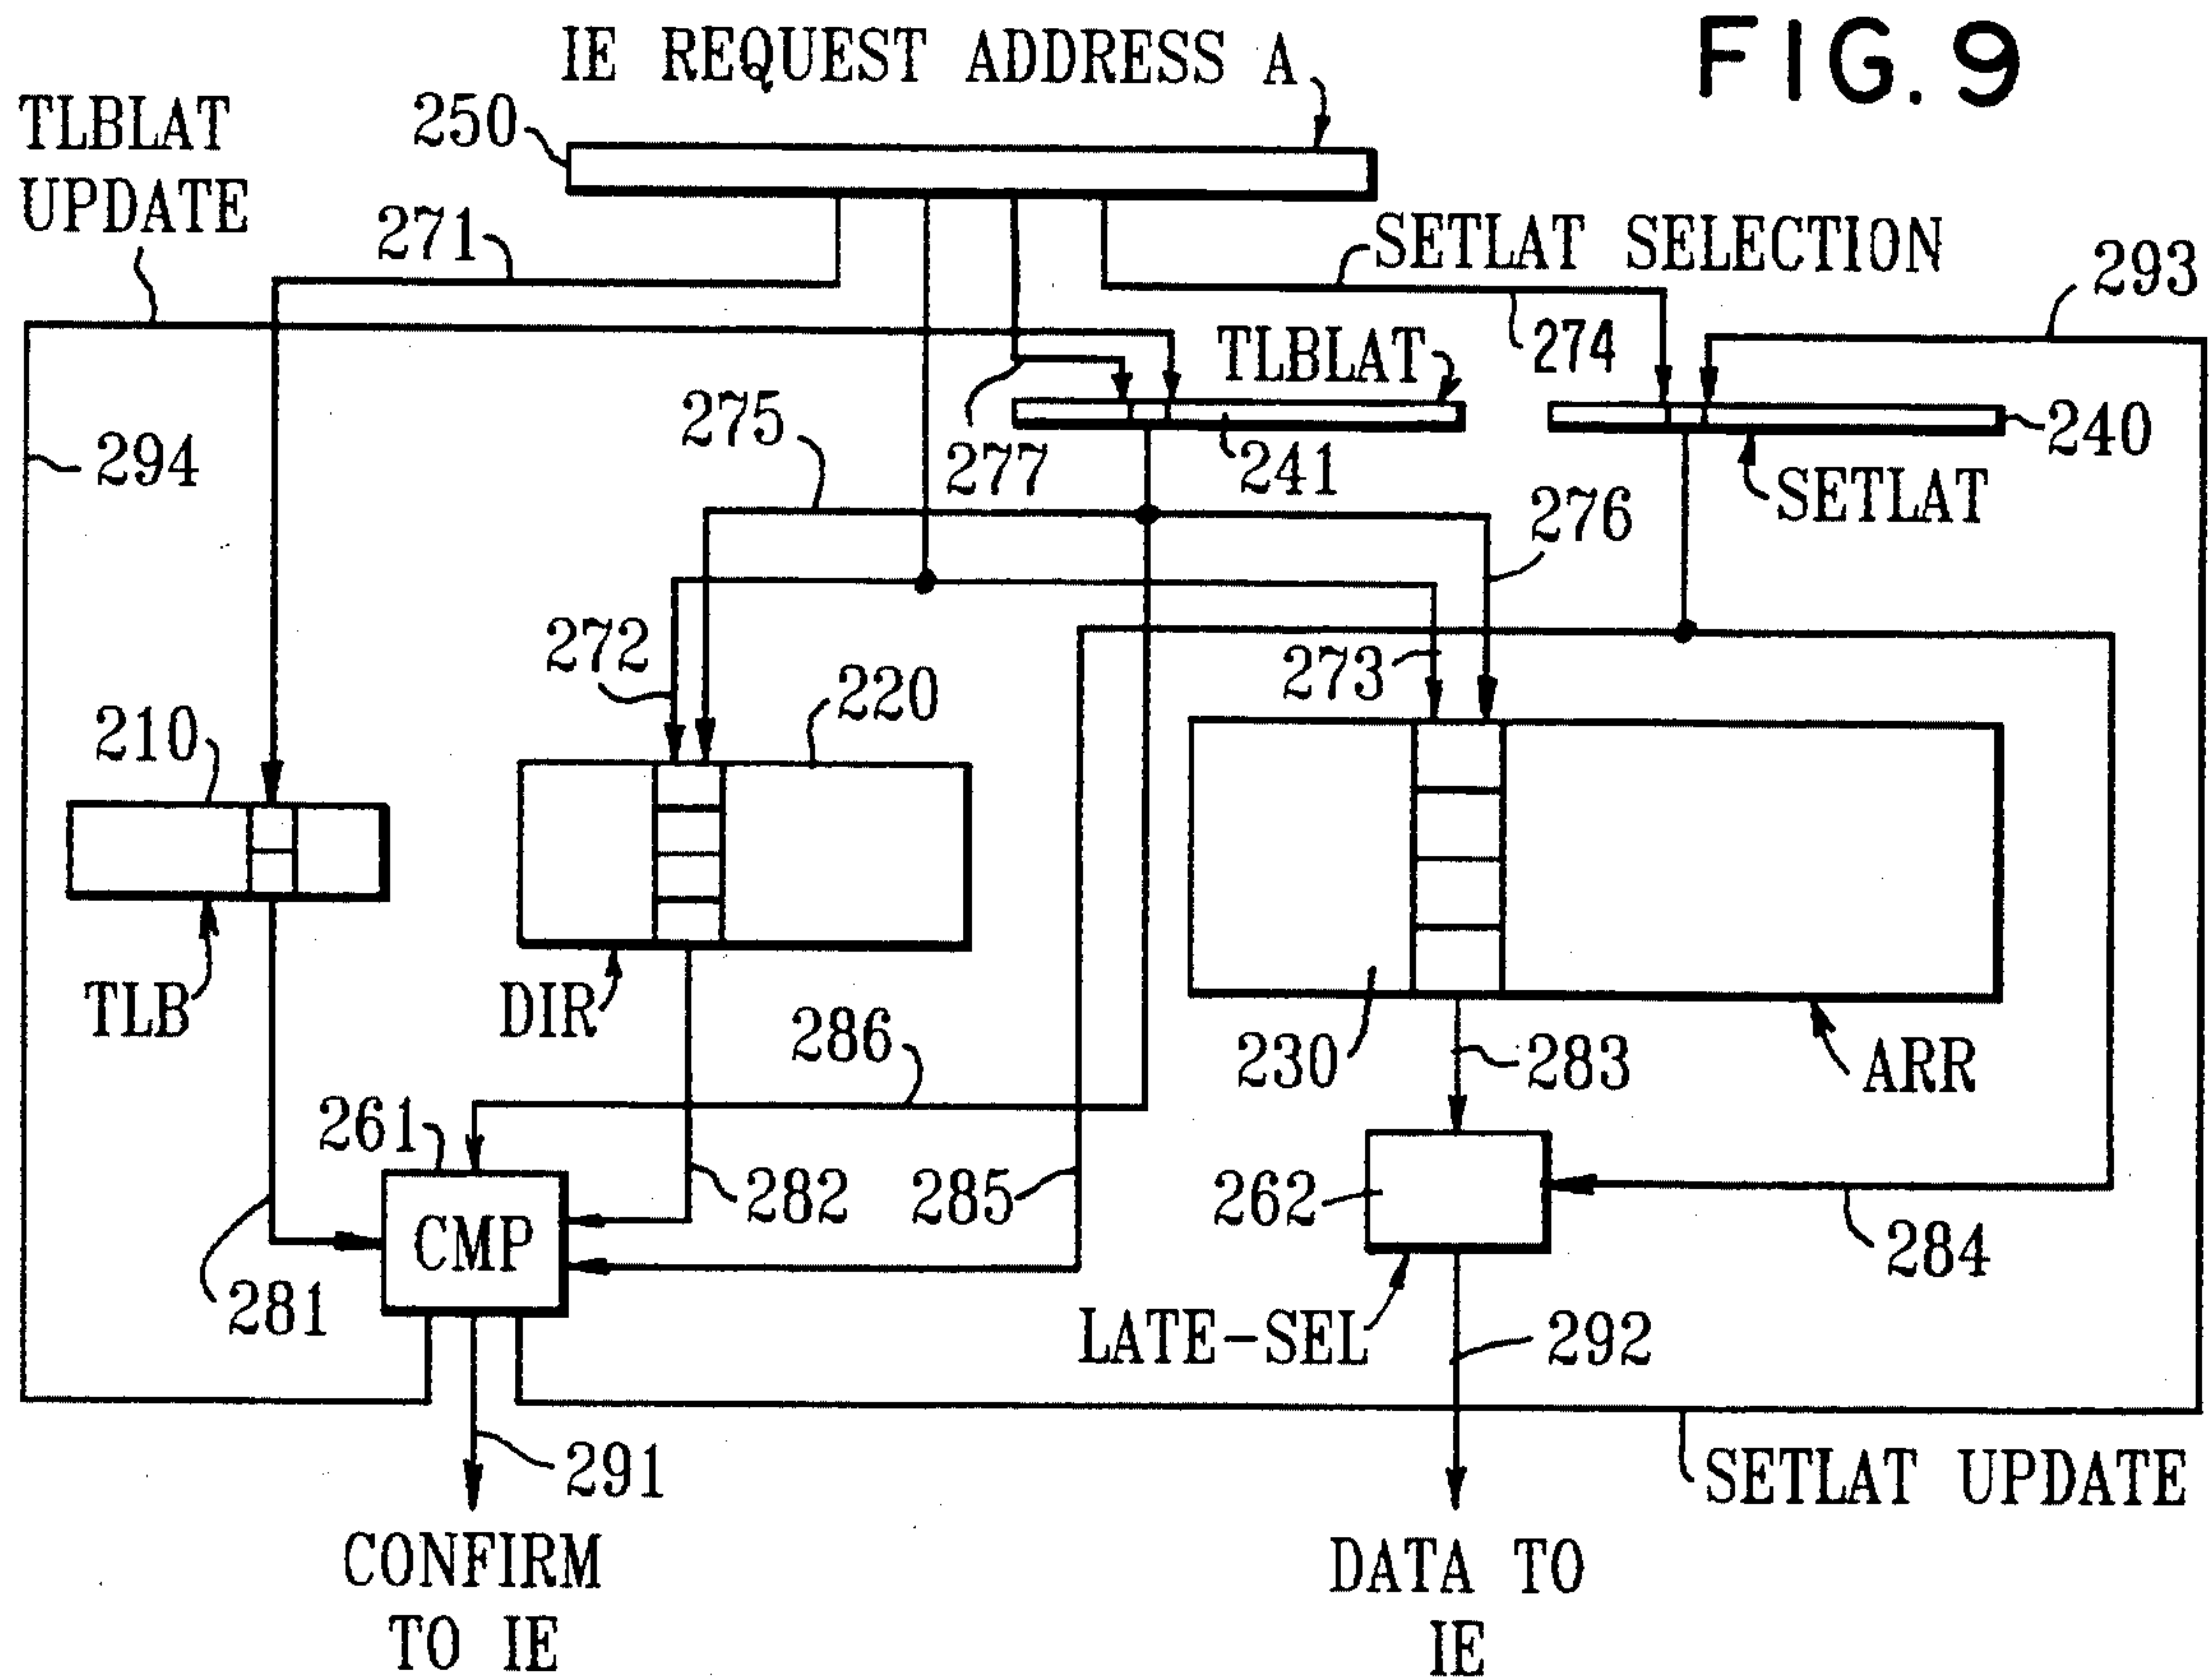 FIG. 9
IE REQUEST ADDRESS A
TLBLAT
UPDATE
250
271
SETLAT SELECTION
293
274
TLBLAT
275
277
241
240
294
SETLAT
276
272
273
220
210
TLB
DIR
286
230
283
ARR
261
282
285
262
284
CMP
281
LATE-SEL
292
291
SETLAT UPDATE
CONFIRM
TO IE
DATA TO
IE